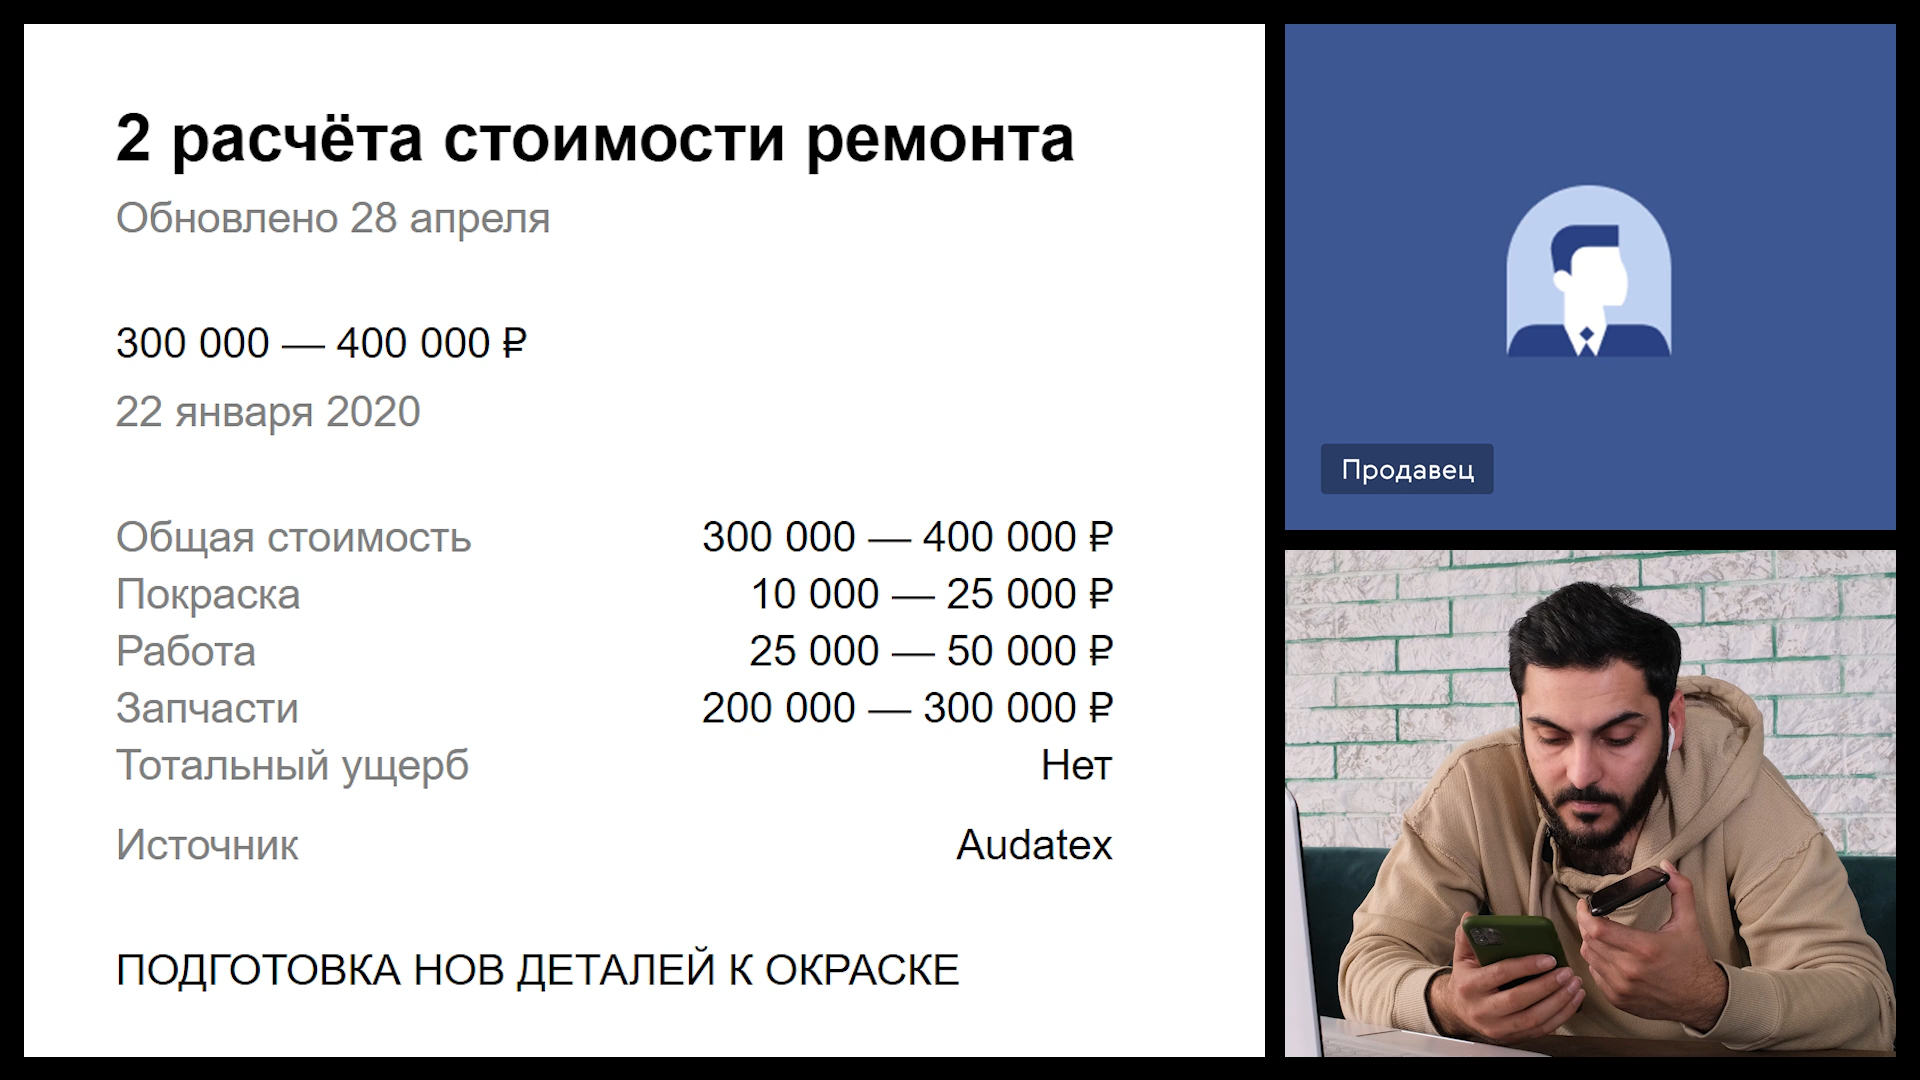 2 расчёта стоимости ремонта
Обновлено 28 апреля
300 000 — 400 000 ₽
22 января 2020
Общая стоимость 300 000 — 400 000 ₽
Покраска 10 000 — 25 000 ₽
Работа 25 000 — 50 000 ₽
Запчасти 200 000 — 300 000 ₽
Тотальный ущерб Нет
Источник Audatex
ПОДГОТОВКА НОВ ДЕТАЛЕЙ К ОКРАСКЕ
Продавец